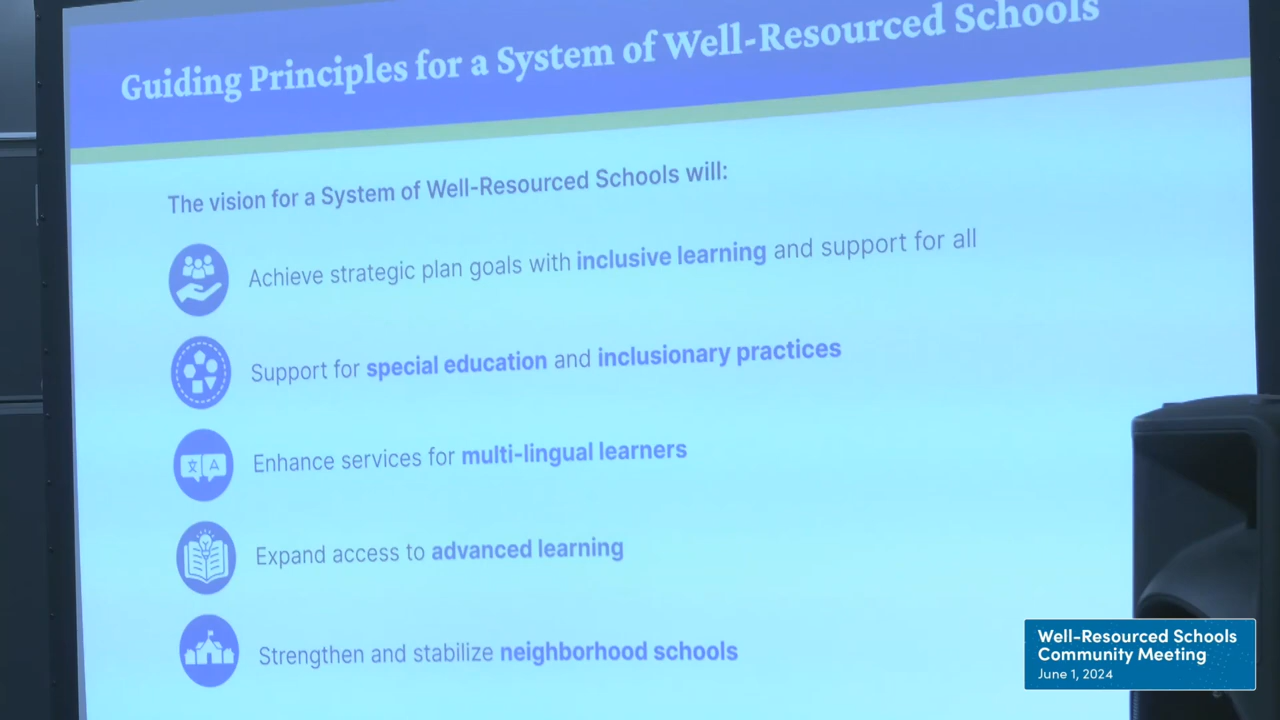 Guiding Principles for a System of Well-Resourced Schools
The vision for a System of Well-Resourced Schools will:
Achieve strategic plan goals with inclusive learning and support for all
Support for special education and inclusionary practices
文 A
Enhance services for multi-lingual learners
Expand access to advanced learning
Strengthen and stabilize neighborhood schools
Well-Resourced Schools
Community Meeting
June 1, 2024